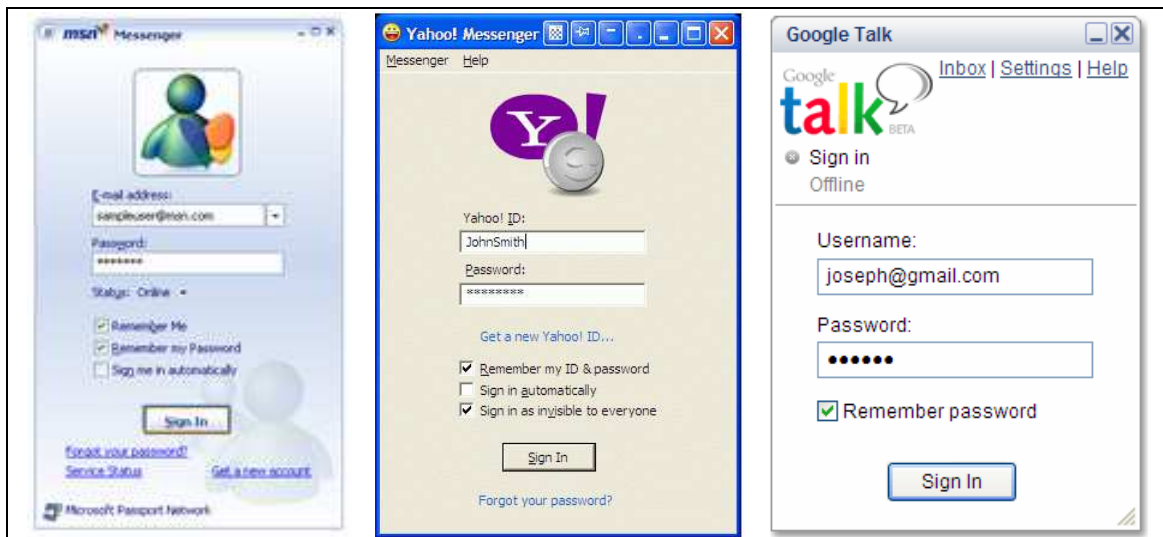 msn Messenger
E-mail address:
sampleuser@msn.com
Password:
*******
Status: Online
Remember Me
Remember my Password
Sign me in automatically
Sign In
Forgot your password?
Service Status Get a new account
Microsoft Passport Network
Yahoo! Messenger
Messenger Help
Y!
Yahoo! ID:
JohnSmith
Password:
********
Get a new Yahoo! ID...
Remember my ID & password
Sign in automatically
Sign in as invisible to everyone
Sign In
Forgot your password?
Google Talk
Inbox | Settings | Help
Google
talk
BETA
Sign in
Offline
Username:
joseph@gmail.com
Password:
●●●●●●
Remember password
Sign In